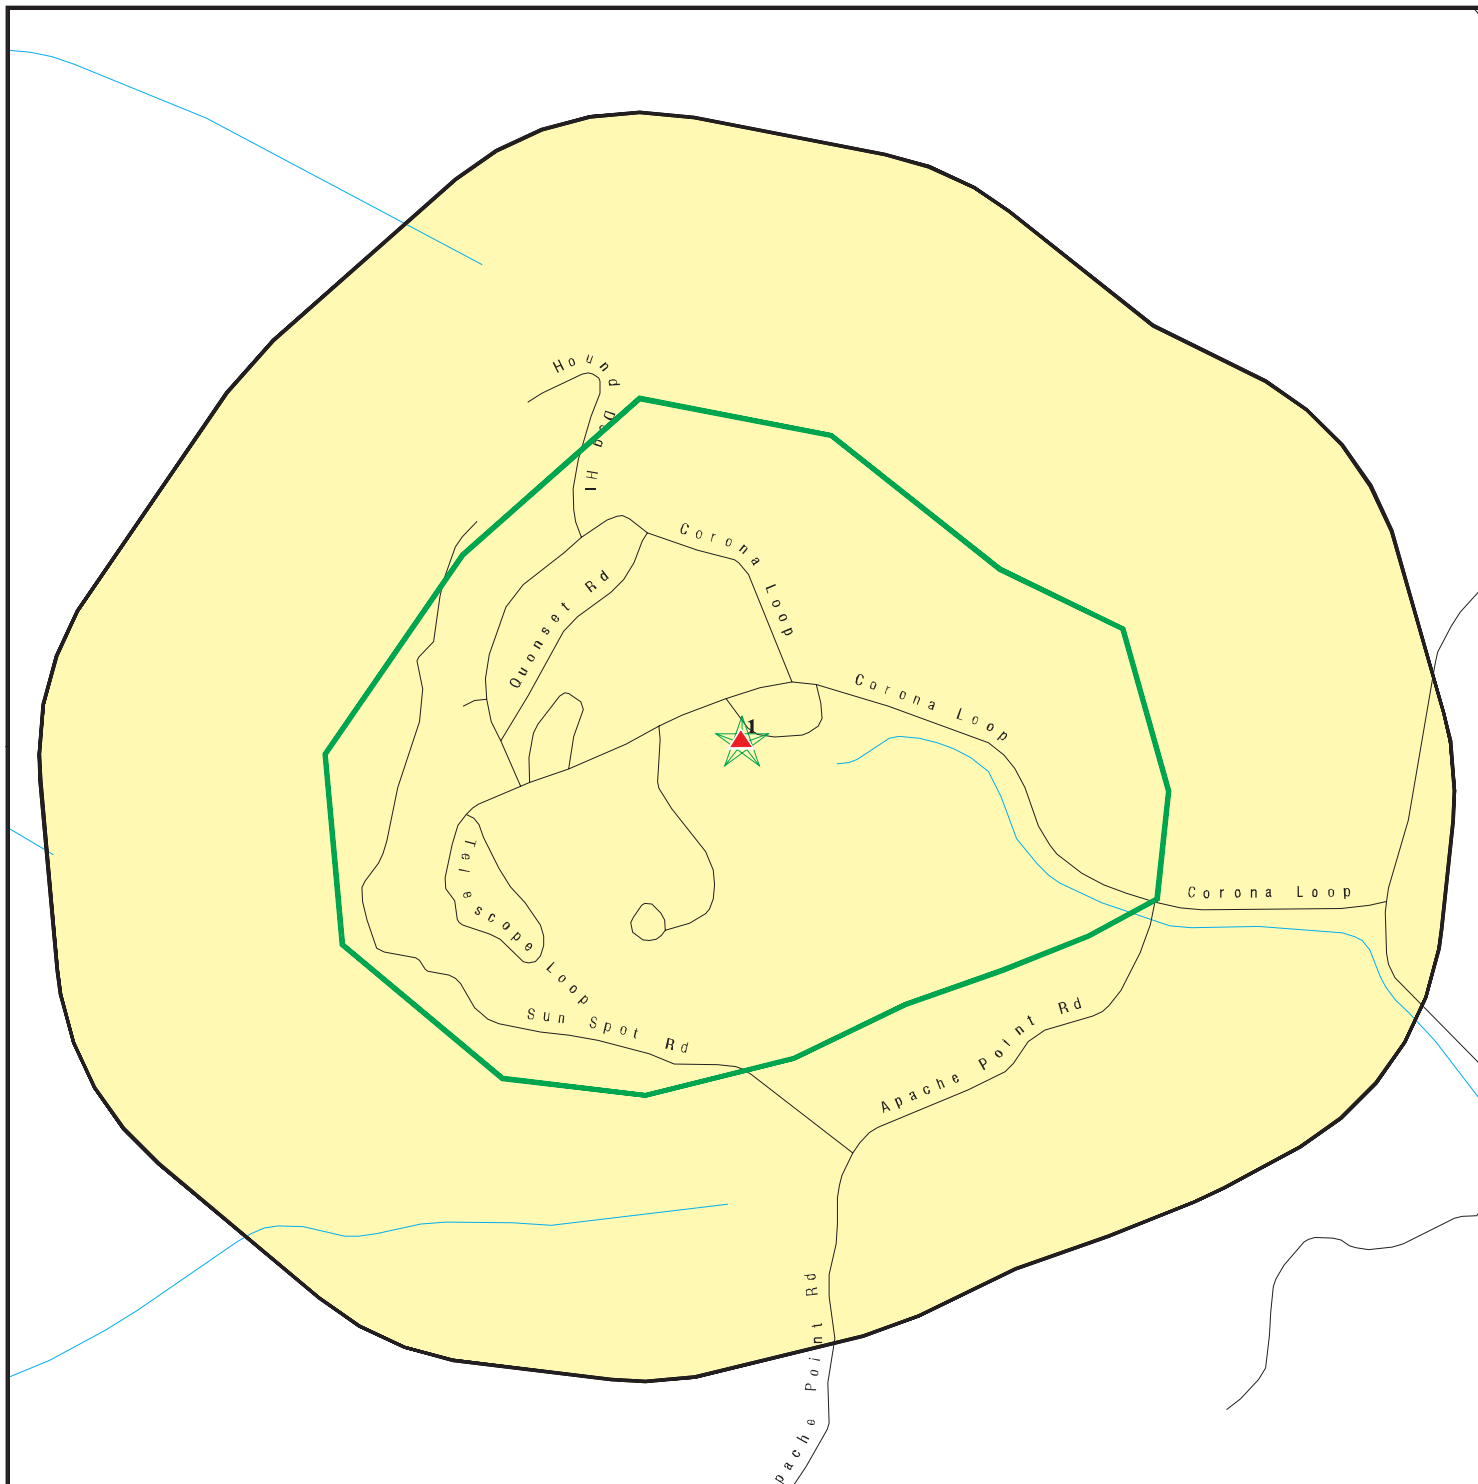 Hound Dog Hl
Corona Loop
Quonset Rd
Corona Loop
1
Telescope Loop
Corona Loop
Sun Spot Rd
Apache Point Rd
pache Point Rd